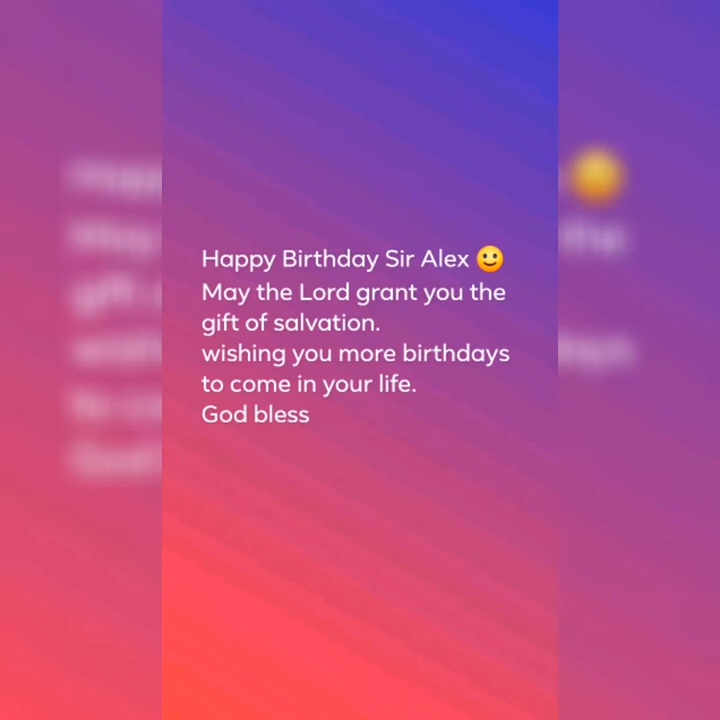 Happy Birthday Sir Alex 🙂
May the Lord grant you the
gift of salvation.
wishing you more birthdays
to come in your life.
God bless